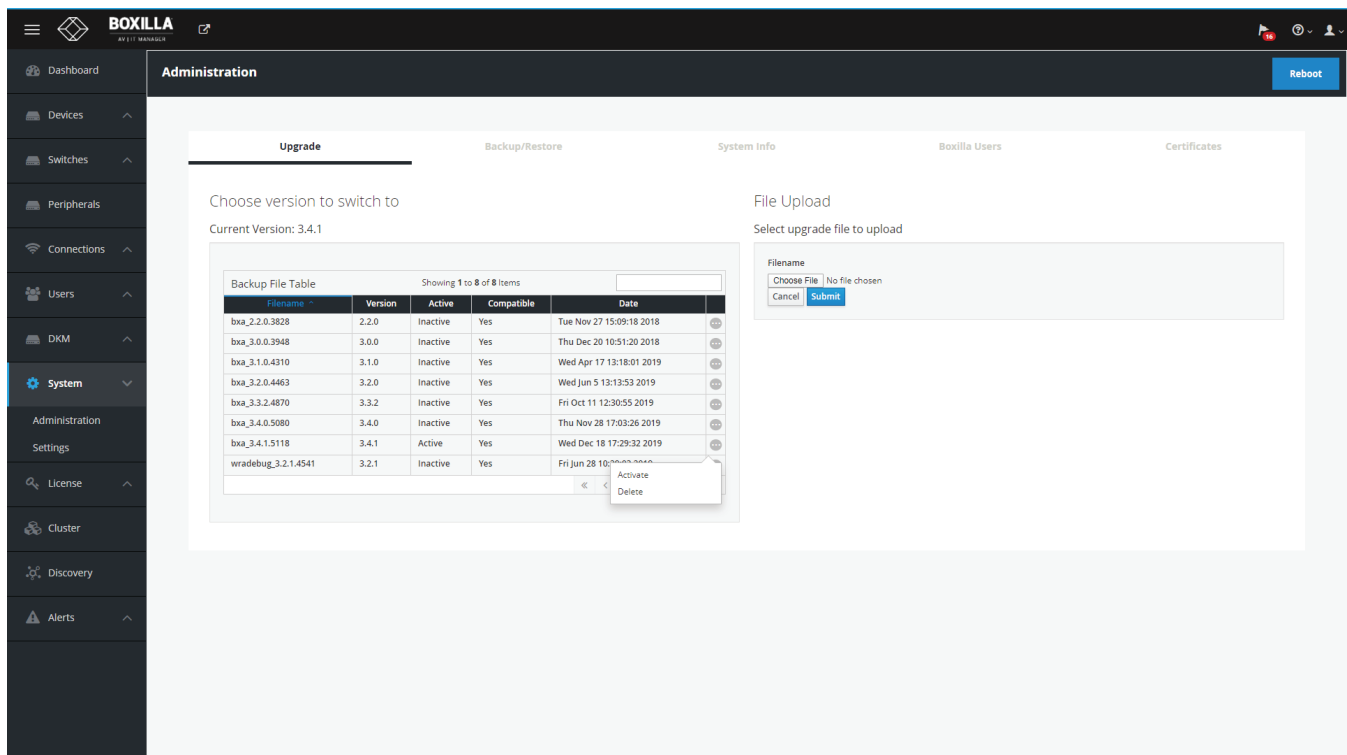 BOXILLA
AV | IT MANAGER
16
Dashboard
Administration
Reboot
Devices
Switches
Peripherals
Connections
Users
DKM
System
Administration
Settings
License
Cluster
Discovery
Alerts
Upgrade Backup/Restore System Info Boxilla Users Certificates
Choose version to switch to
Current Version: 3.4.1
Backup File Table Showing 1 to 8 of 8 Items
Filename Version Active Compatible Date
bxa_2.2.0.3828 2.2.0 Inactive Yes Tue Nov 27 15:09:18 2018
bxa_3.0.0.3948 3.0.0 Inactive Yes Thu Dec 20 10:51:20 2018
bxa_3.1.0.4310 3.1.0 Inactive Yes Wed Apr 17 13:18:01 2019
bxa_3.2.0.4463 3.2.0 Inactive Yes Wed Jun 5 13:13:53 2019
bxa_3.3.2.4870 3.3.2 Inactive Yes Fri Oct 11 12:30:55 2019
bxa_3.4.0.5080 3.4.0 Inactive Yes Thu Nov 28 17:03:26 2019
bxa_3.4.1.5118 3.4.1 Active Yes Wed Dec 18 17:29:32 2019
wradebug_3.2.1.4541 3.2.1 Inactive Yes Fri Jun 28
Activate
Delete
File Upload
Select upgrade file to upload
Filename
Choose File No file chosen
Cancel Submit